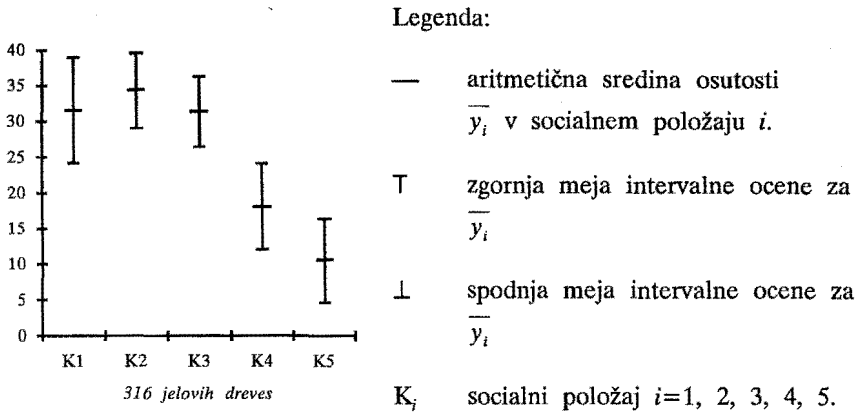 Legenda:
40
35
30
25
20
15
10
5
0
K1 K2 K3 K4 K5
316 jelovih dreves
— aritmetična sredina osutosti
y̅ᵢ v socialnem položaju i.
⊤ zgornja meja intervalne ocene za
y̅ᵢ
⊥ spodnja meja intervalne ocene za
y̅ᵢ
Kᵢ socialni položaj i=1, 2, 3, 4, 5.